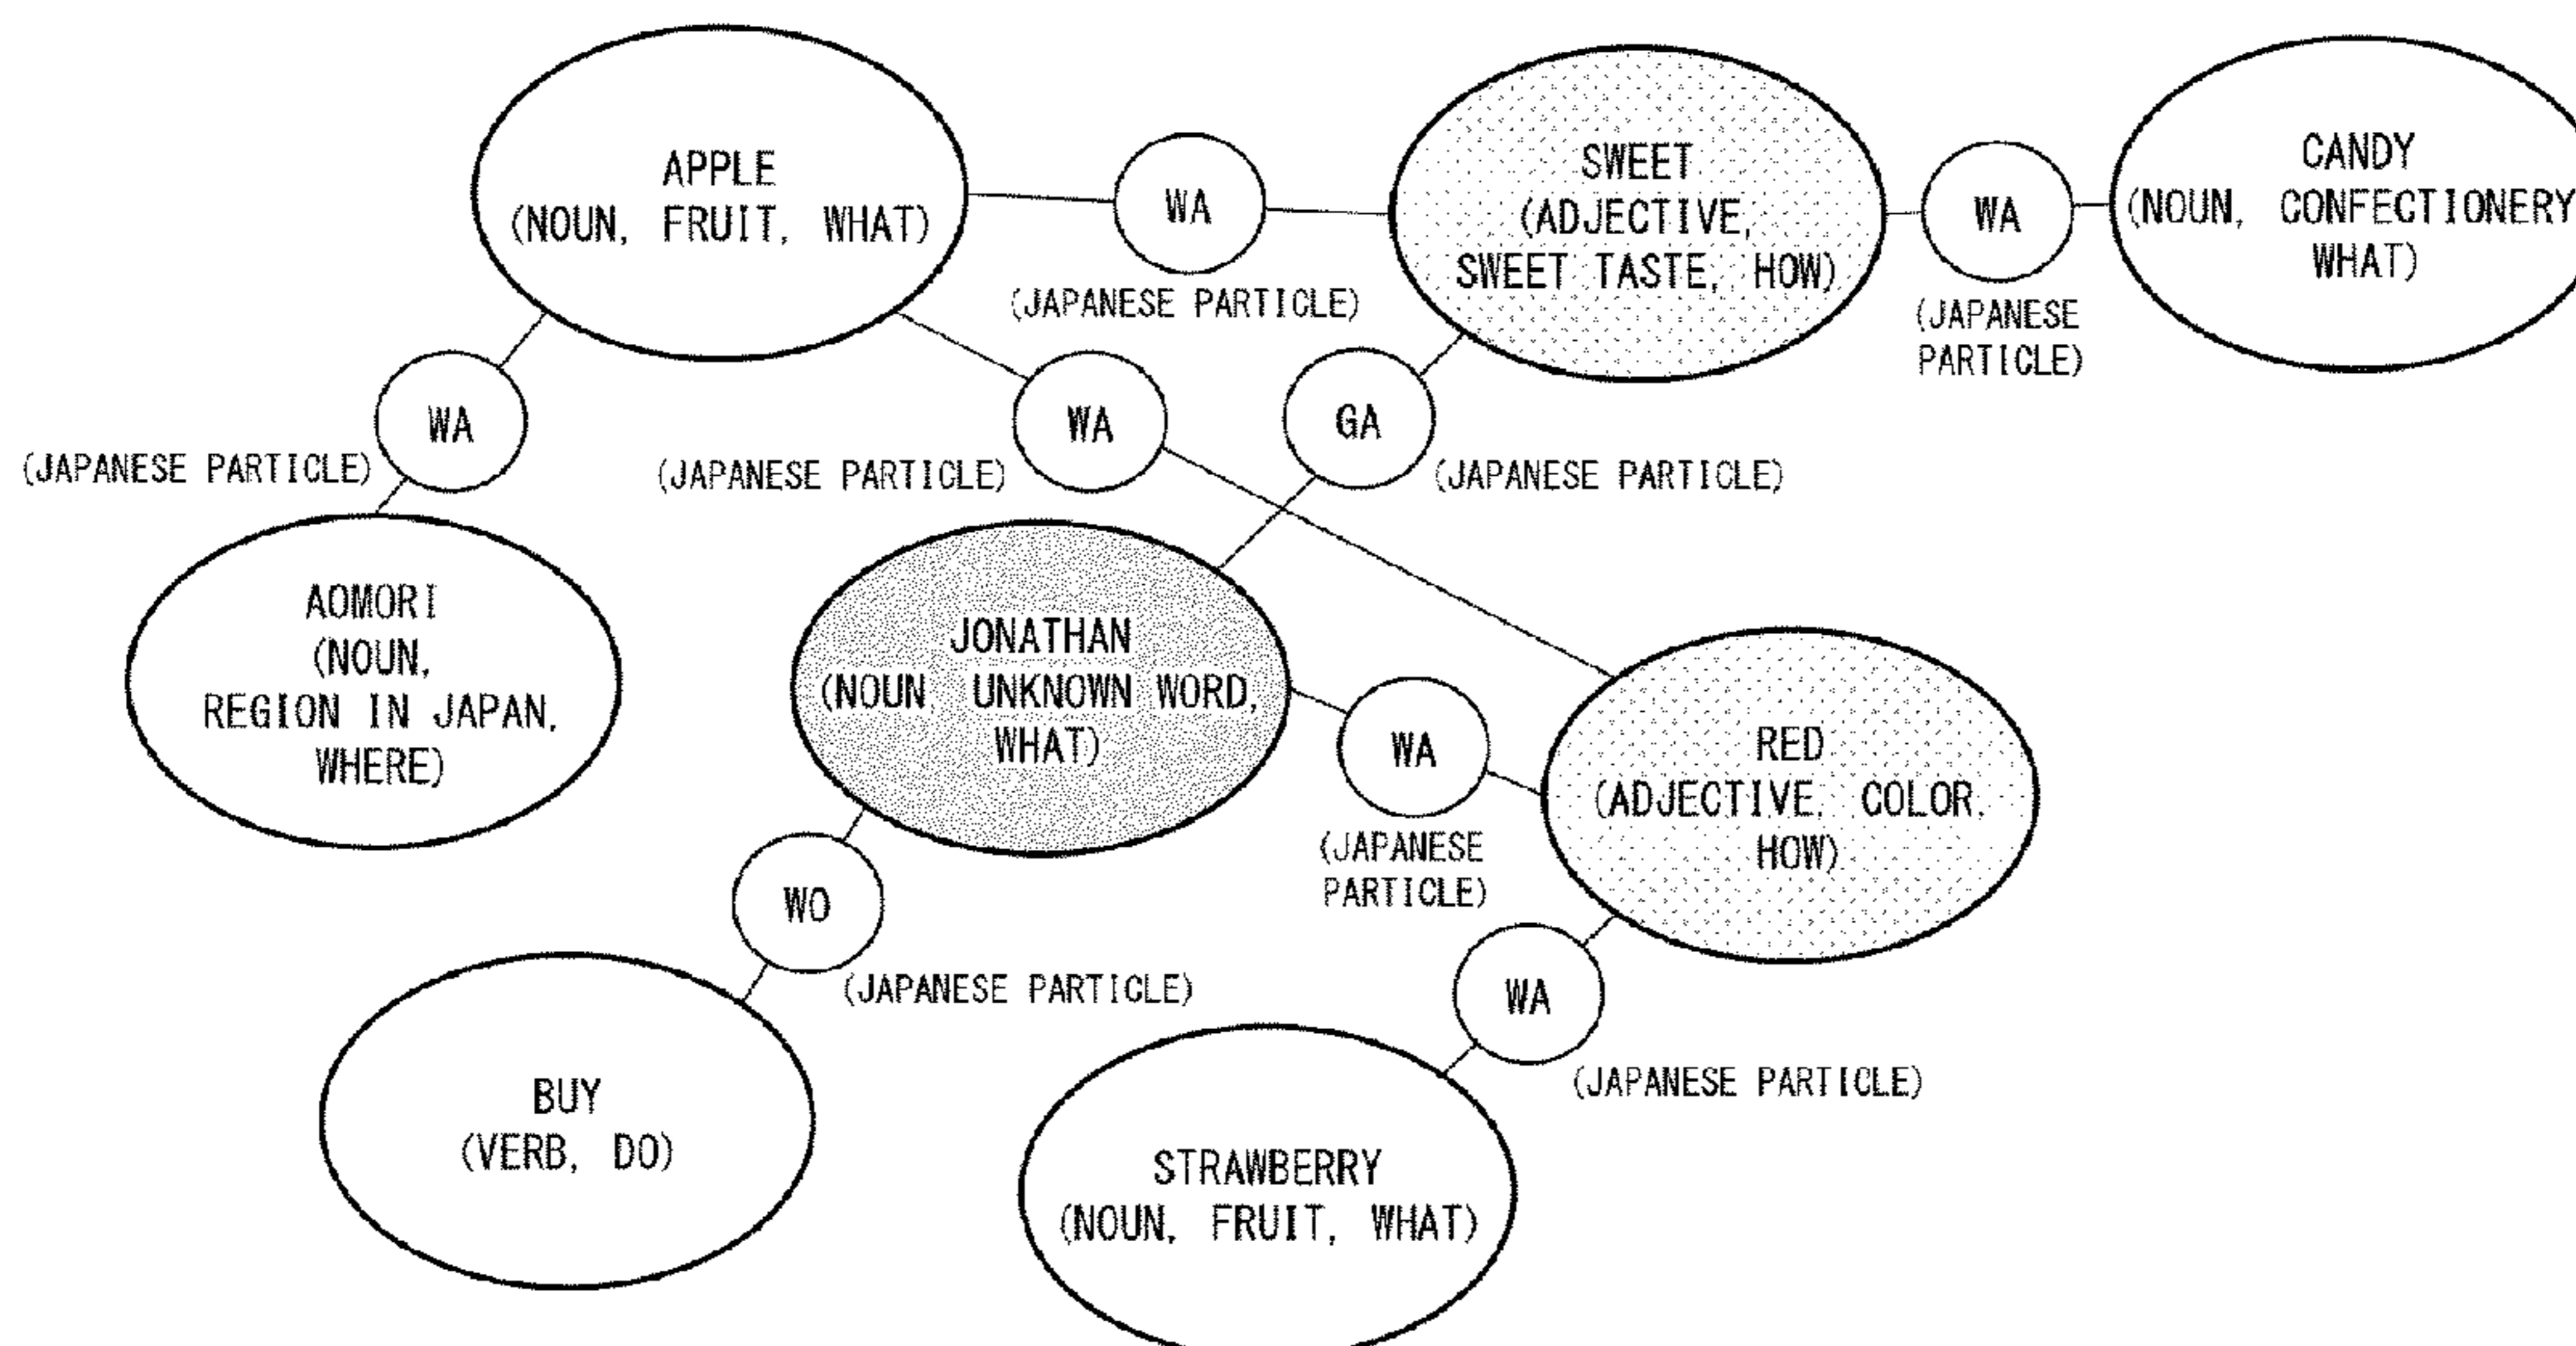 APPLE
(NOUN, FRUIT, WHAT)
WA
(JAPANESE PARTICLE)
SWEET
(ADJECTIVE,
SWEET TASTE, HOW)
WA
(JAPANESE
PARTICLE)
CANDY
(NOUN, CONFECTIONERY
WHAT)
WA
(JAPANESE PARTICLE)
WA
(JAPANESE PARTICLE)
GA
(JAPANESE PARTICLE)
AOMORI
(NOUN,
REGION IN JAPAN,
WHERE)
JONATHAN
(NOUN, UNKNOWN WORD,
WHAT)
WA
(JAPANESE
PARTICLE)
RED
(ADJECTIVE, COLOR,
HOW)
WO
(JAPANESE PARTICLE)
WA
(JAPANESE PARTICLE)
BUY
(VERB, DO)
STRAWBERRY
(NOUN, FRUIT, WHAT)